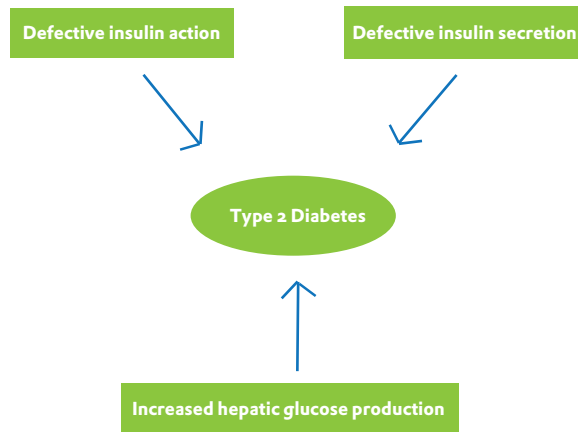 Defective insulin action
Defective insulin secretion
Type 2 Diabetes
Increased hepatic glucose production